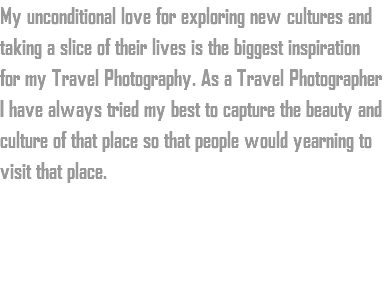 My unconditional love for exploring new cultures and
taking a slice of their lives is the biggest inspiration
for my Travel Photography. As a Travel Photographer
I have always tried my best to capture the beauty and
culture of that place so that people would yearning to
visit that place.